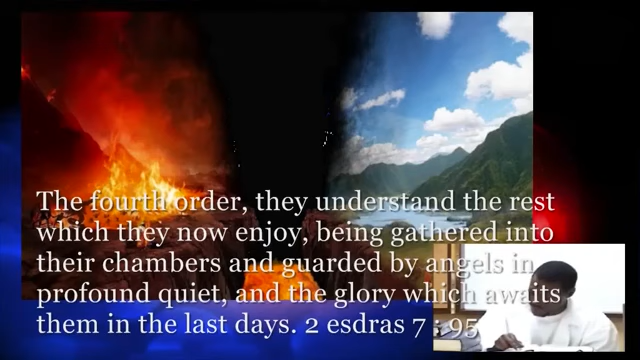 The fourth order, they understand the rest
which they now enjoy, being gathered into
their chambers and guarded by angels in
profound quiet, and the glory which awaits
them in the last days. 2 esdras 7 : 95